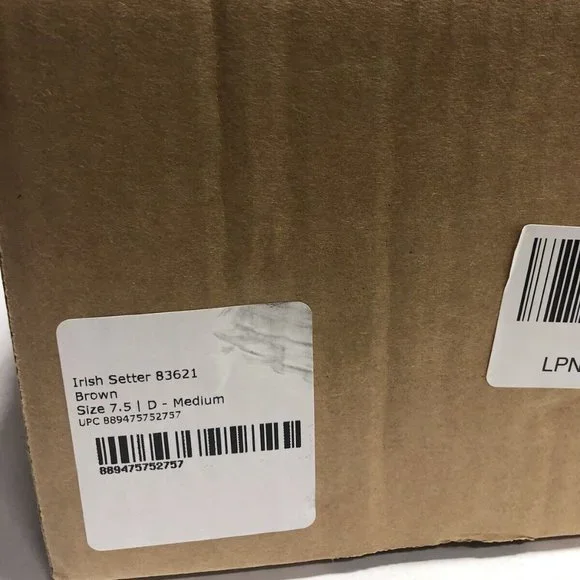 Irish Setter 83621
Brown
Size 7.5 | D - Medium
UPC 889475752757
889475752757
LPN